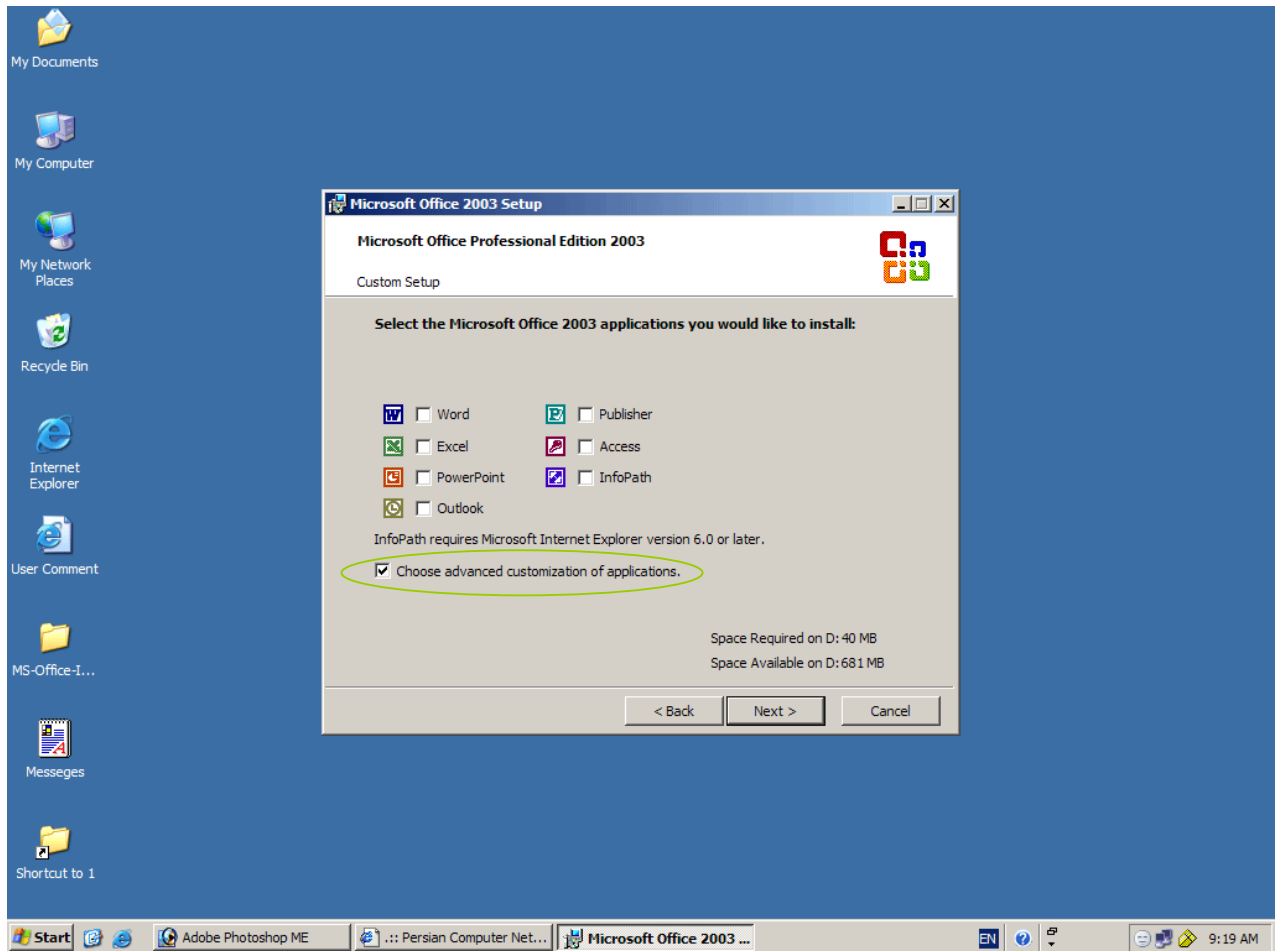 My Documents
My Computer
My Network
Places
Recycle Bin
Internet
Explorer
User Comment
MS-Office-I...
Messeges
Shortcut to 1
Microsoft Office 2003 Setup
Microsoft Office Professional Edition 2003
Custom Setup
Select the Microsoft Office 2003 applications you would like to install:
Word
Publisher
Excel
Access
PowerPoint
InfoPath
Outlook
InfoPath requires Microsoft Internet Explorer version 6.0 or later.
Choose advanced customization of applications.
Space Required on D: 40 MB
Space Available on D: 681 MB
< Back
Next >
Cancel
Start
Adobe Photoshop ME
.:: Persian Computer Net...
Microsoft Office 2003 ...
EN
9:19 AM